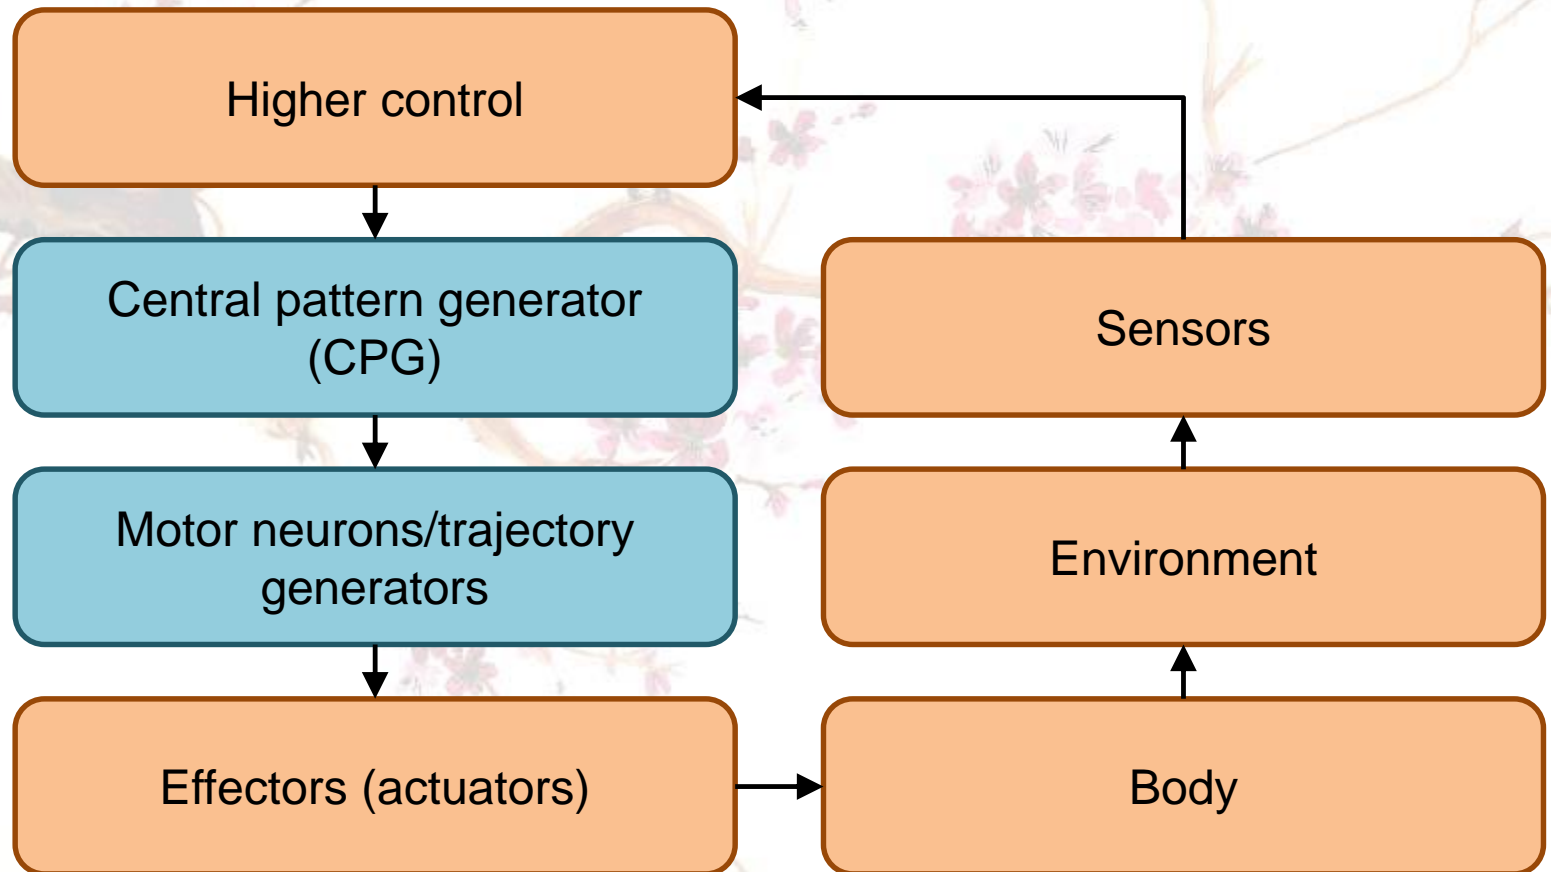 Higher control
Central pattern generator
(CPG)
Motor neurons/trajectory
generators
Effectors (actuators)
Sensors
Environment
Body